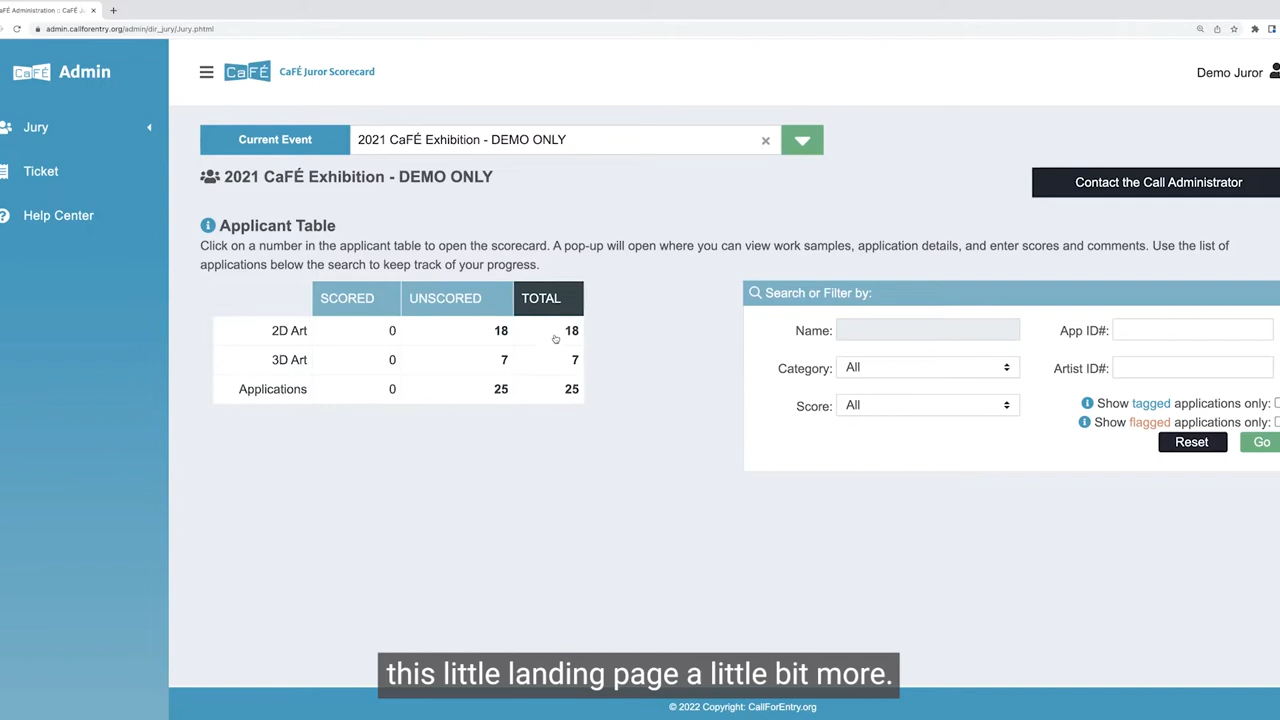 CaFÉ Administration :: CaFÉ Ju
admin.callforentry.org/admin/dir_jury/Jury.phtml
CaFÉ Admin
CaFÉ CaFÉ Juror Scorecard
Demo Juror
Jury
Ticket
Help Center
Current Event 2021 CaFÉ Exhibition - DEMO ONLY
2021 CaFÉ Exhibition - DEMO ONLY
Contact the Call Administrator
Applicant Table
Click on a number in the applicant table to open the scorecard. A pop-up will open where you can view work samples, application details, and enter scores and comments. Use the list of
applications below the search to keep track of your progress.
SCORED UNSCORED TOTAL
2D Art 0 18 18
3D Art 0 7 7
Applications 0 25 25
Search or Filter by:
Name: App ID#:
Category: All Artist ID#:
Score: All Show tagged applications only:
Show flagged applications only:
Reset Go
this little landing page a little bit more.
© 2022 Copyright: CallForEntry.org